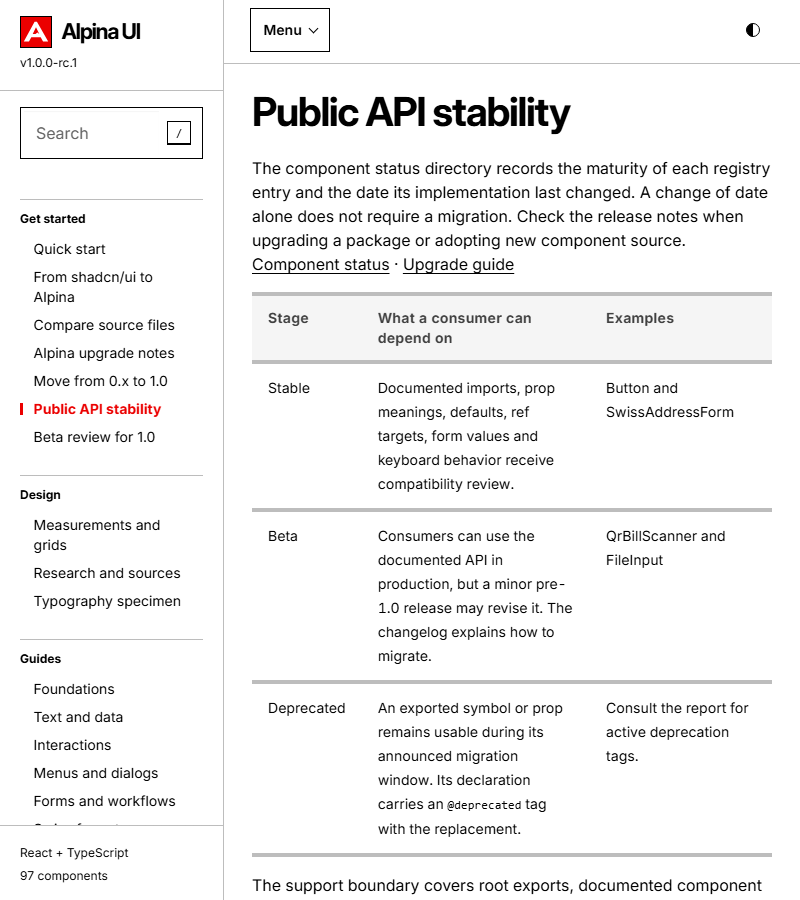 Alpina UI
v1.0.0-rc.1
Search
/
Get started
Quick start
From shadcn/ui to
Alpina
Compare source files
Alpina upgrade notes
Move from 0.x to 1.0
Public API stability
Beta review for 1.0
Design
Measurements and
grids
Research and sources
Typography specimen
Guides
Foundations
Text and data
Interactions
Menus and dialogs
Forms and workflows
React + TypeScript
97 components
Menu
Public API stability
The component status directory records the maturity of each registry
entry and the date its implementation last changed. A change of date
alone does not require a migration. Check the release notes when
upgrading a package or adopting new component source.
Component status · Upgrade guide
Stage
What a consumer can
depend on
Examples
Stable
Documented imports, prop
meanings, defaults, ref
targets, form values and
keyboard behavior receive
compatibility review.
Button and
SwissAddressForm
Beta
Consumers can use the
documented API in
production, but a minor pre-
1.0 release may revise it. The
changelog explains how to
migrate.
QrBillScanner and
FileInput
Deprecated
An exported symbol or prop
remains usable during its
announced migration
window. Its declaration
carries an @deprecated tag
with the replacement.
Consult the report for
active deprecation
tags.
The support boundary covers root exports, documented component